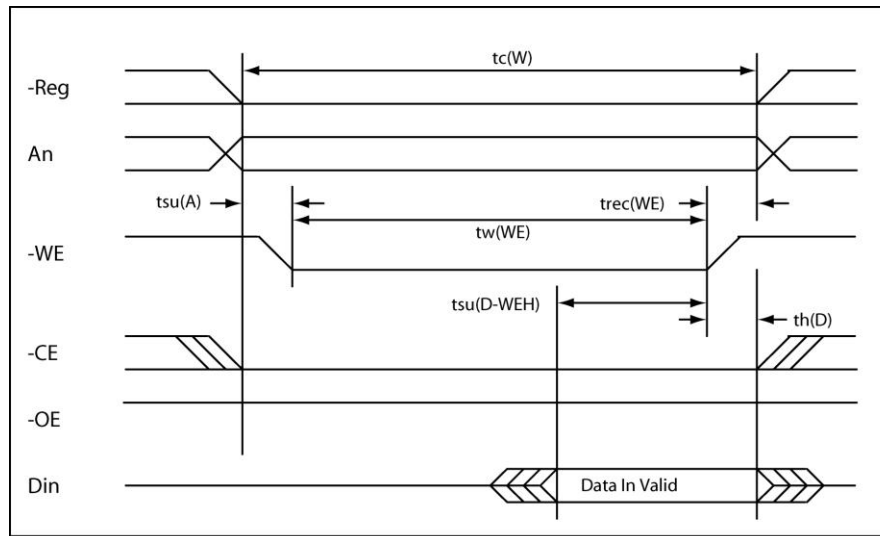 tc(W)
-Reg
An
tsu(A)
trec(WE)
tw(WE)
-WE
tsu(D-WEH)
th(D)
-CE
-OE
Din
Data In Valid